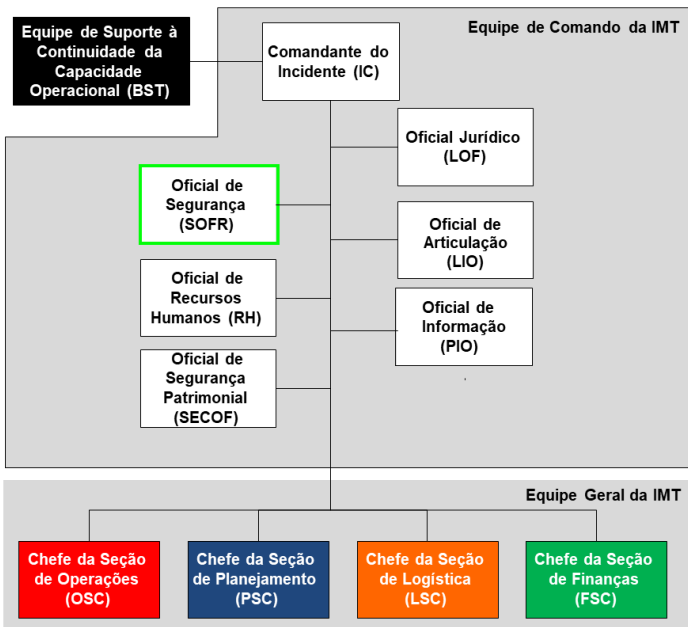 Equipe de Suporte à
Continuidade da
Capacidade
Operacional (BST)
Comandante do
Incidente (IC)
Equipe de Comando da IMT
Oficial Jurídico
(LOF)
Oficial de
Segurança
(SOFR)
Oficial de
Articulação
(LIO)
Oficial de
Recursos
Humanos (RH)
Oficial de
Informação
(PIO)
Oficial de
Segurança
Patrimonial
(SECOF)
Equipe Geral da IMT
Chefe da Seção
de Operações
(OSC)
Chefe da Seção
de Planejamento
(PSC)
Chefe da Seção
de Logística
(LSC)
Chefe da Seção
de Finanças
(FSC)